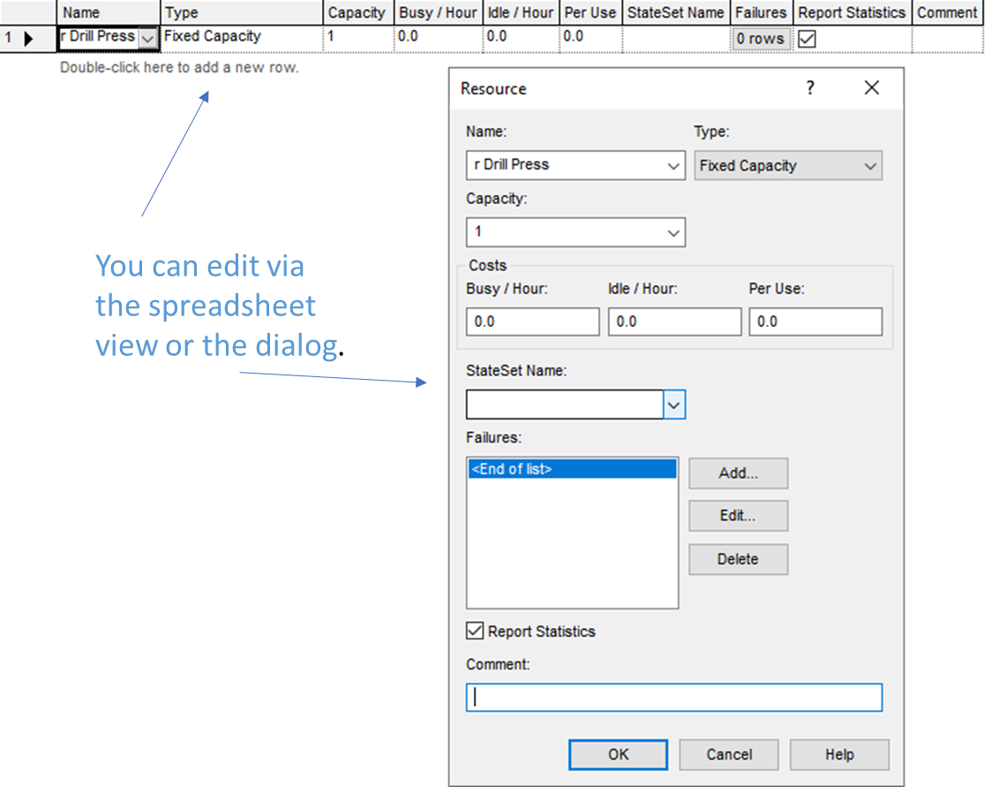 Name Type Capacity Busy / Hour Idle / Hour Per Use StateSet Name Failures Report Statistics Comment
1 r Drill Press Fixed Capacity 1 0.0 0.0 0.0 0 rows
Double-click here to add a new row.
Resource ?
Name: Type:
r Drill Press Fixed Capacity
Capacity:
1
Costs
Busy / Hour: Idle / Hour: Per Use:
0.0 0.0 0.0
StateSet Name:
Failures:
<End of list> Add...
Edit...
Delete
Report Statistics
Comment:
OK Cancel Help
You can edit via
the spreadsheet
view or the dialog.